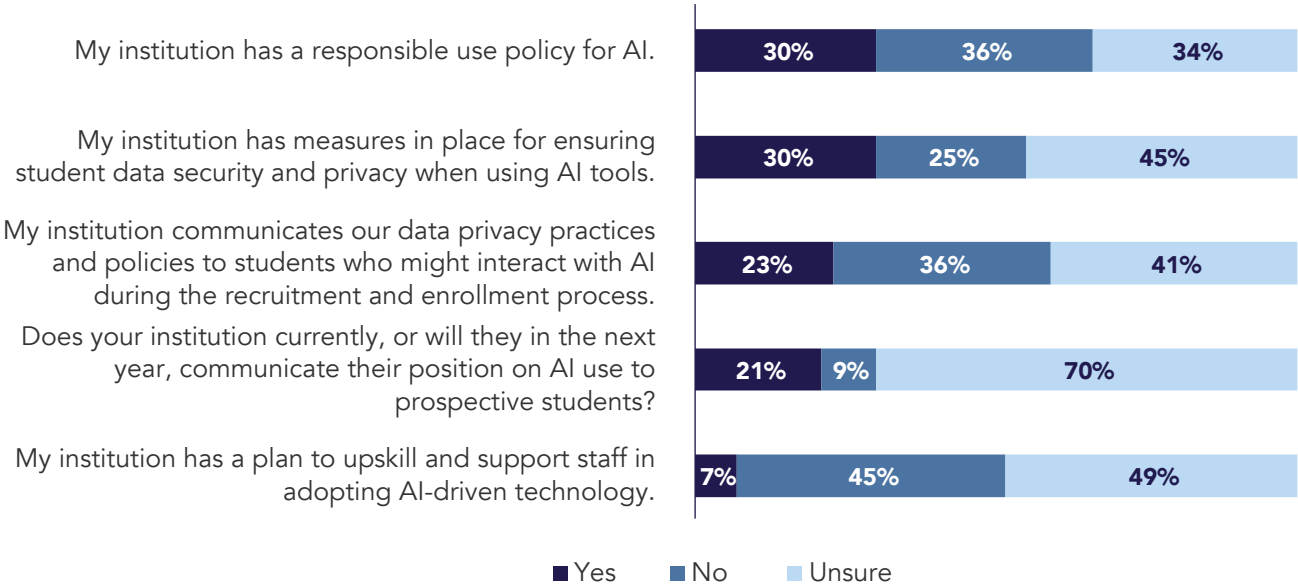 My institution has a responsible use policy for AI.
30% 36% 34%
My institution has measures in place for ensuring
student data security and privacy when using AI tools.
30% 25% 45%
My institution communicates our data privacy practices
and policies to students who might interact with AI
during the recruitment and enrollment process.
23% 36% 41%
Does your institution currently, or will they in the next
year, communicate their position on AI use to
prospective students?
21% 9% 70%
My institution has a plan to upskill and support staff in
adopting AI-driven technology.
7% 45% 49%
Yes No Unsure